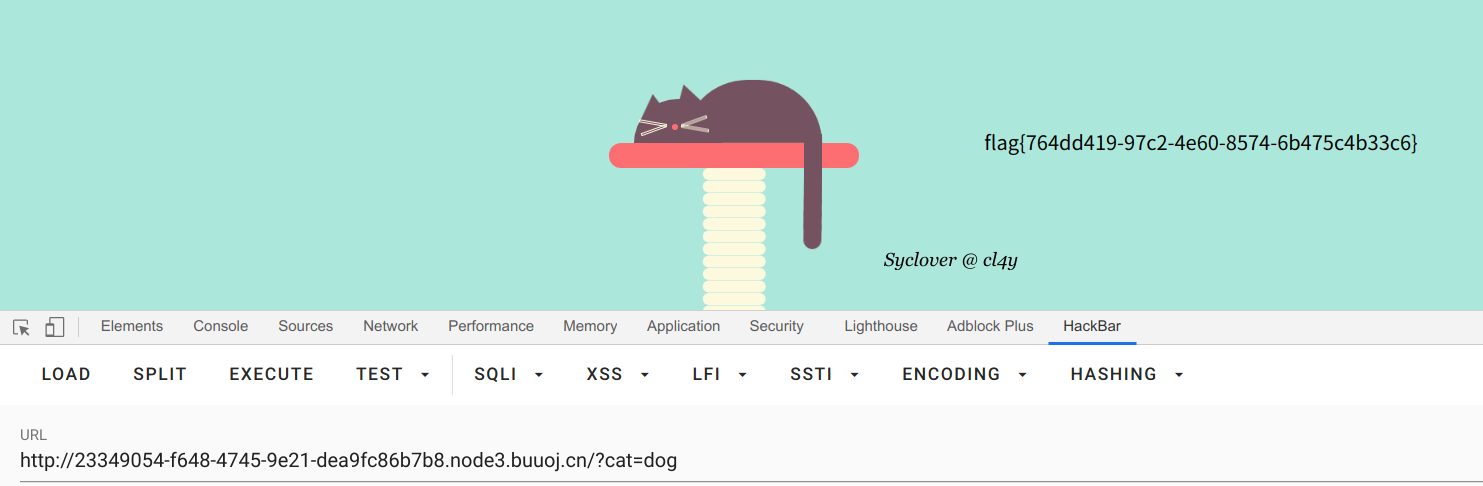 flag{764dd419-97c2-4e60-8574-6b475c4b33c6}
Syclover @ cl4y
Elements Console Sources Network Performance Memory Application Security Lighthouse Adblock Plus HackBar
LOAD SPLIT EXECUTE TEST SQLI XSS LFI SSTI ENCODING HASHING
URL
http://23349054-f648-4745-9e21-dea9fc86b7b8.node3.buuoj.cn/?cat=dog